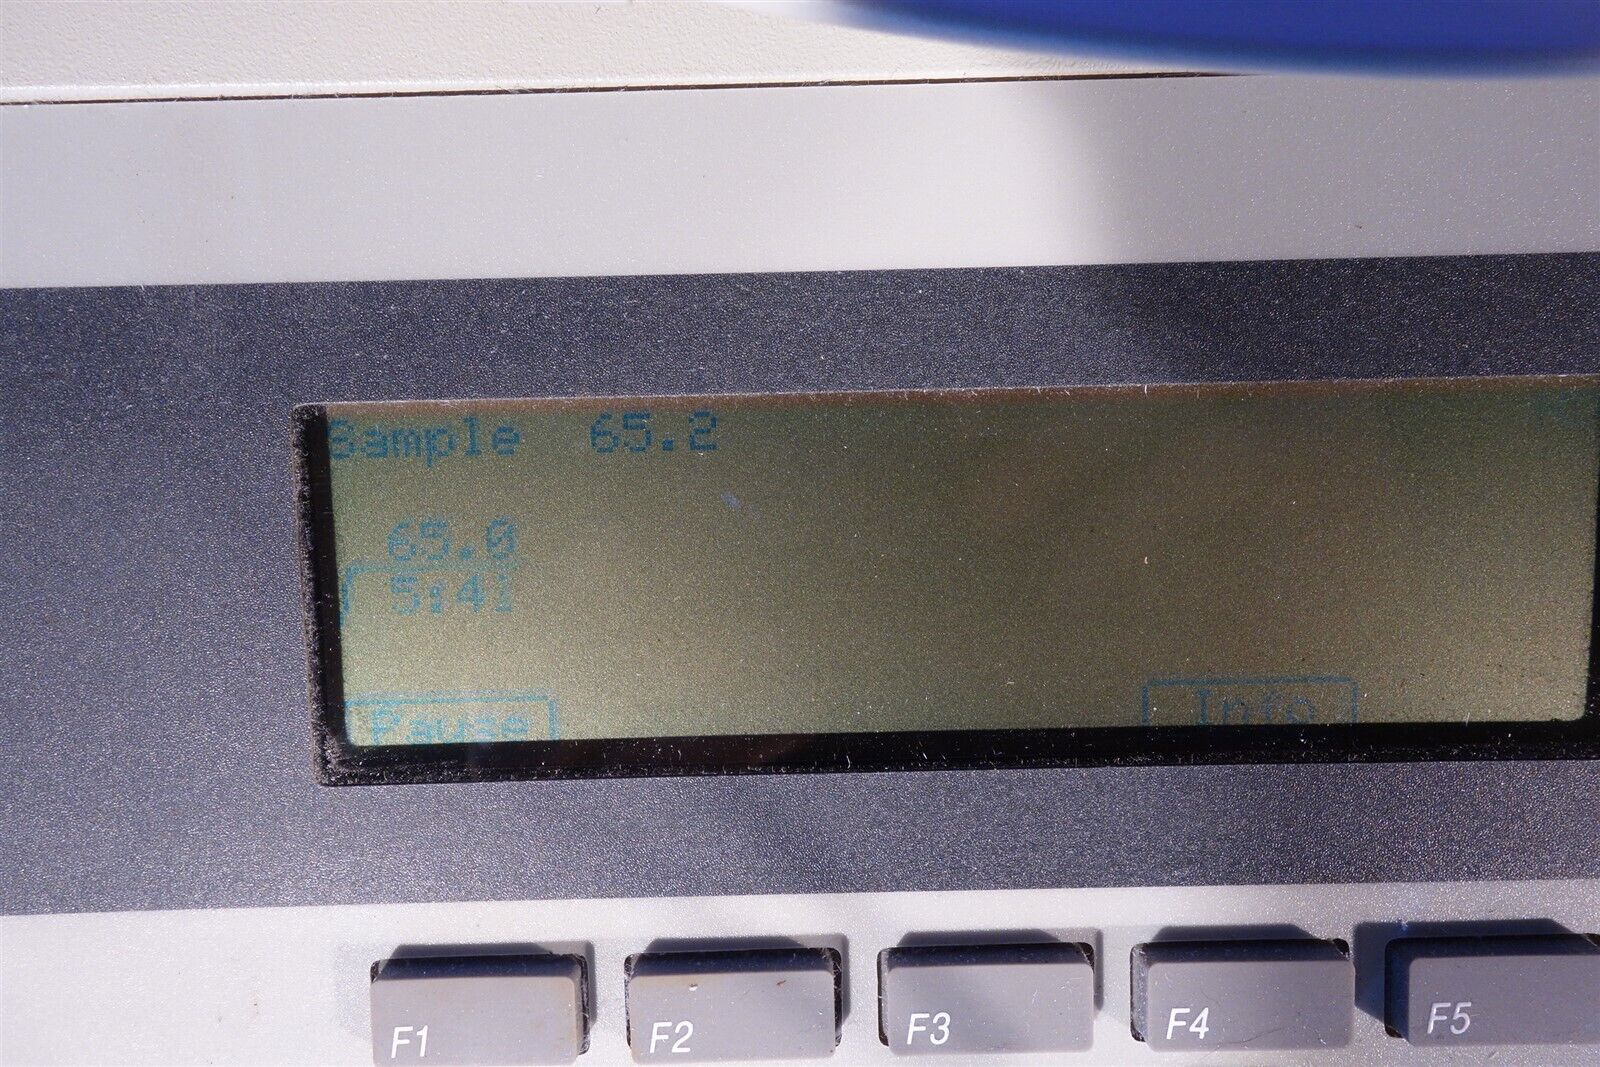 Sample 65.2
65.0
5:41
Pause Info
F1 F2 F3 F4 F5